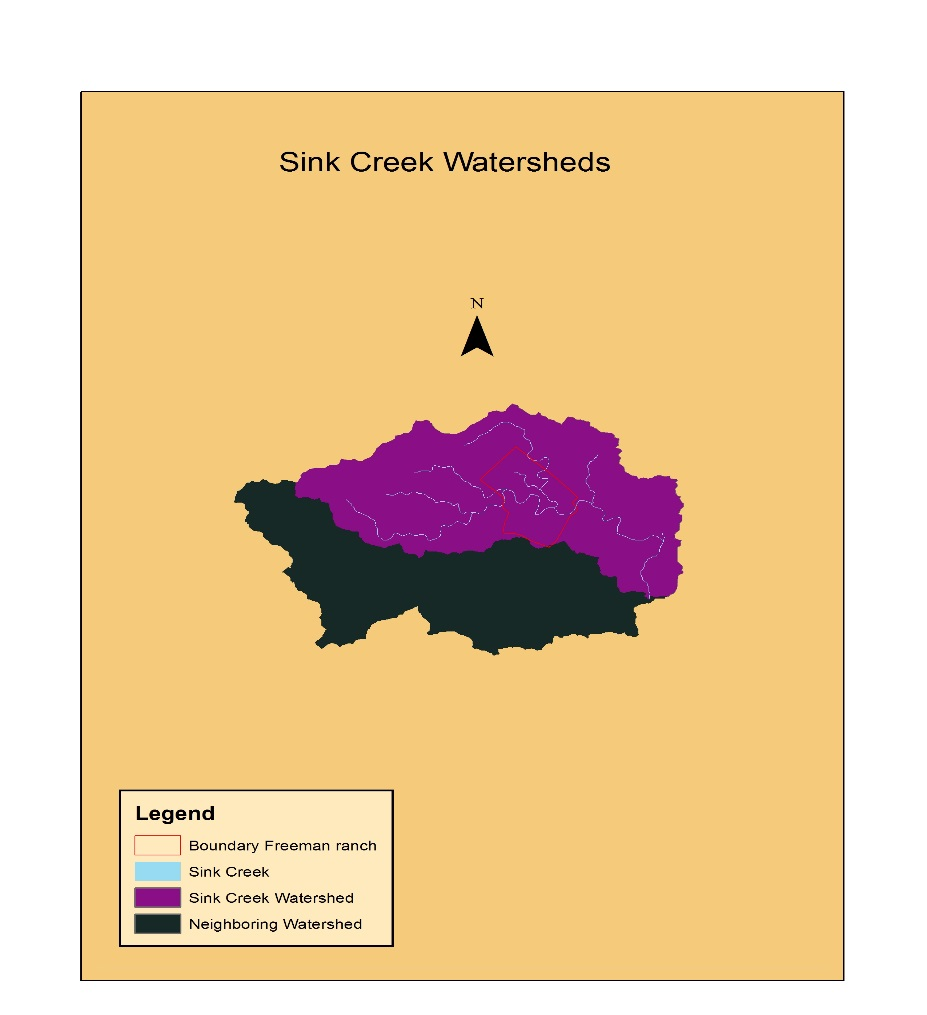 Sink Creek Watersheds
N
Legend
Boundary Freeman ranch
Sink Creek
Sink Creek Watershed
Neighboring Watershed